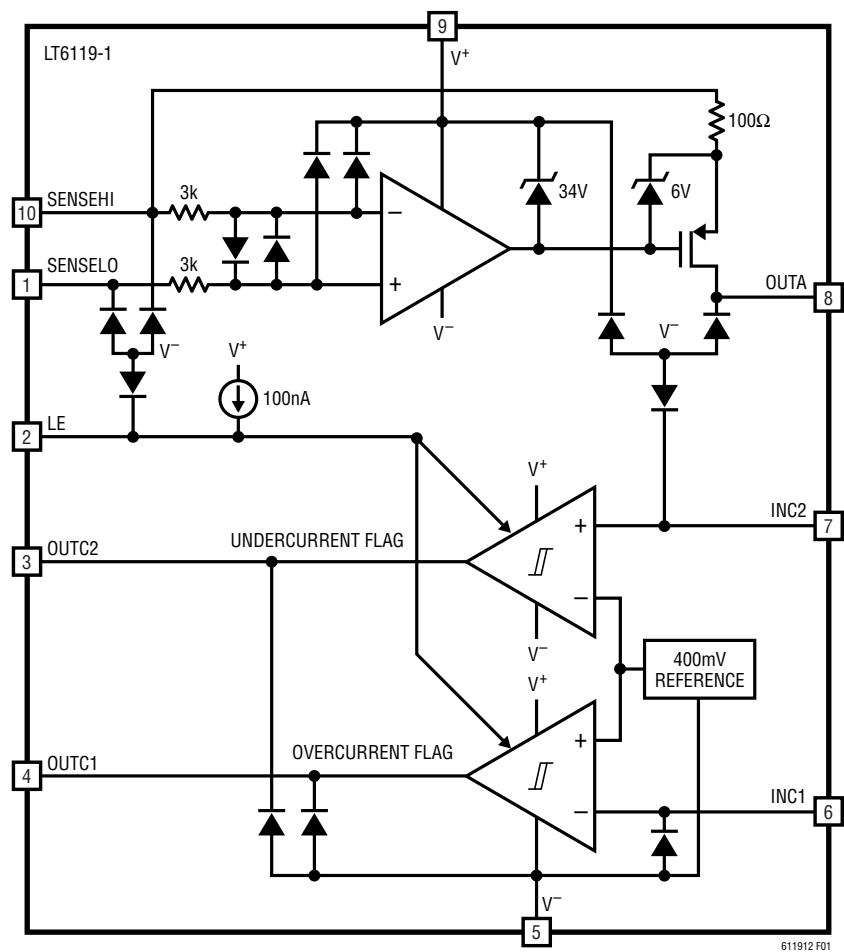 LT6119-1
9
V+
100Ω
34V
6V
10
SENSEHI
3k
−
1
SENSELO
3k
+
V−
OUTA
8
V−
V−
V+
100nA
2
LE
V+
INC2
7
+
UNDERCURRENT FLAG
3
OUTC2
−
V−
400mV
REFERENCE
V+
+
OVERCURRENT FLAG
4
OUTC1
−
INC1
6
V−
5
611912 F01